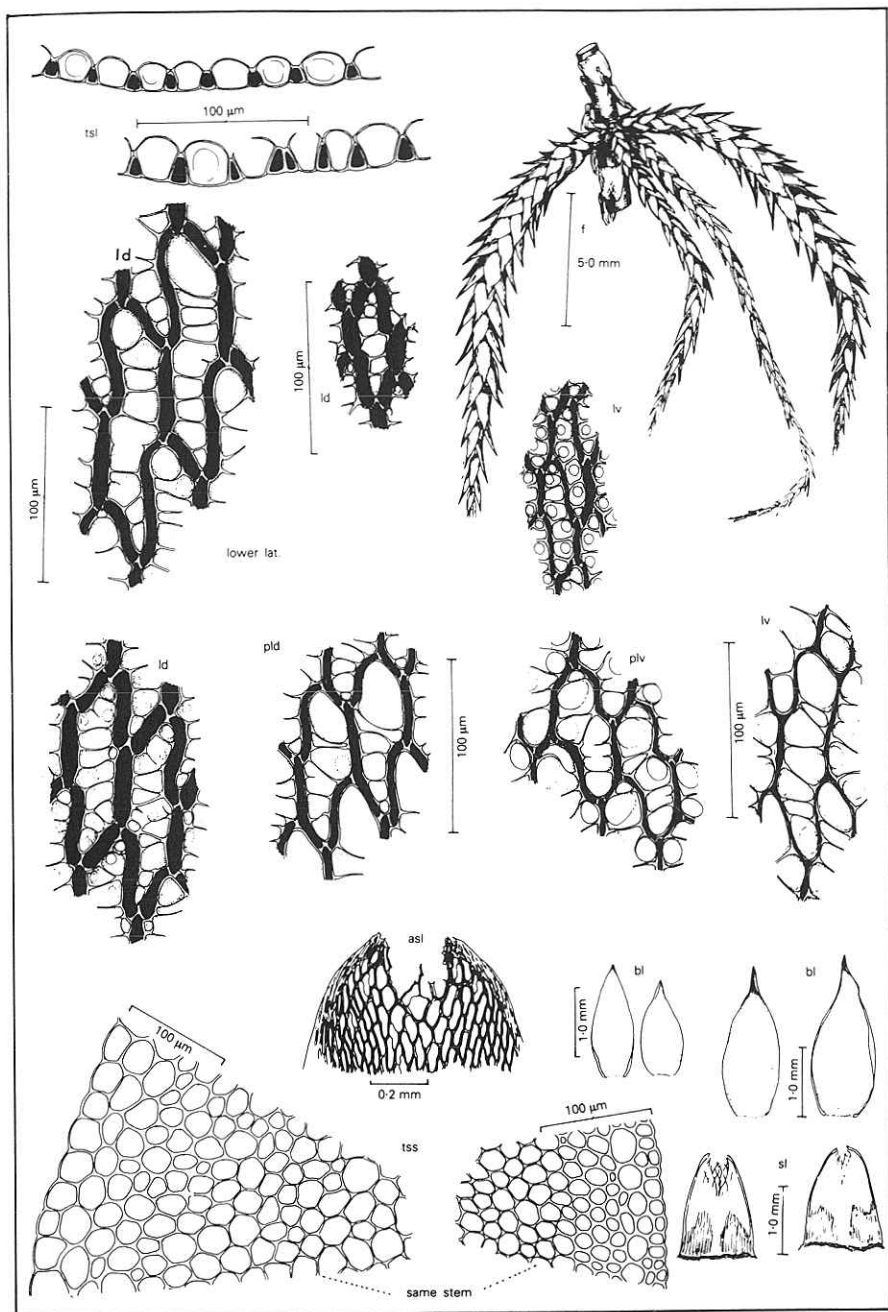 100 µm
tsl
ld
100 µm
ld
100 µm
lower lat.
f
5·0 mm
lv
ld
pld
100 µm
plv
lv
100 µm
asl
0·2 mm
bl
1·0 mm
bl
1·0 mm
100 µm
tss
100 µm
sl
1·0 mm
same stem